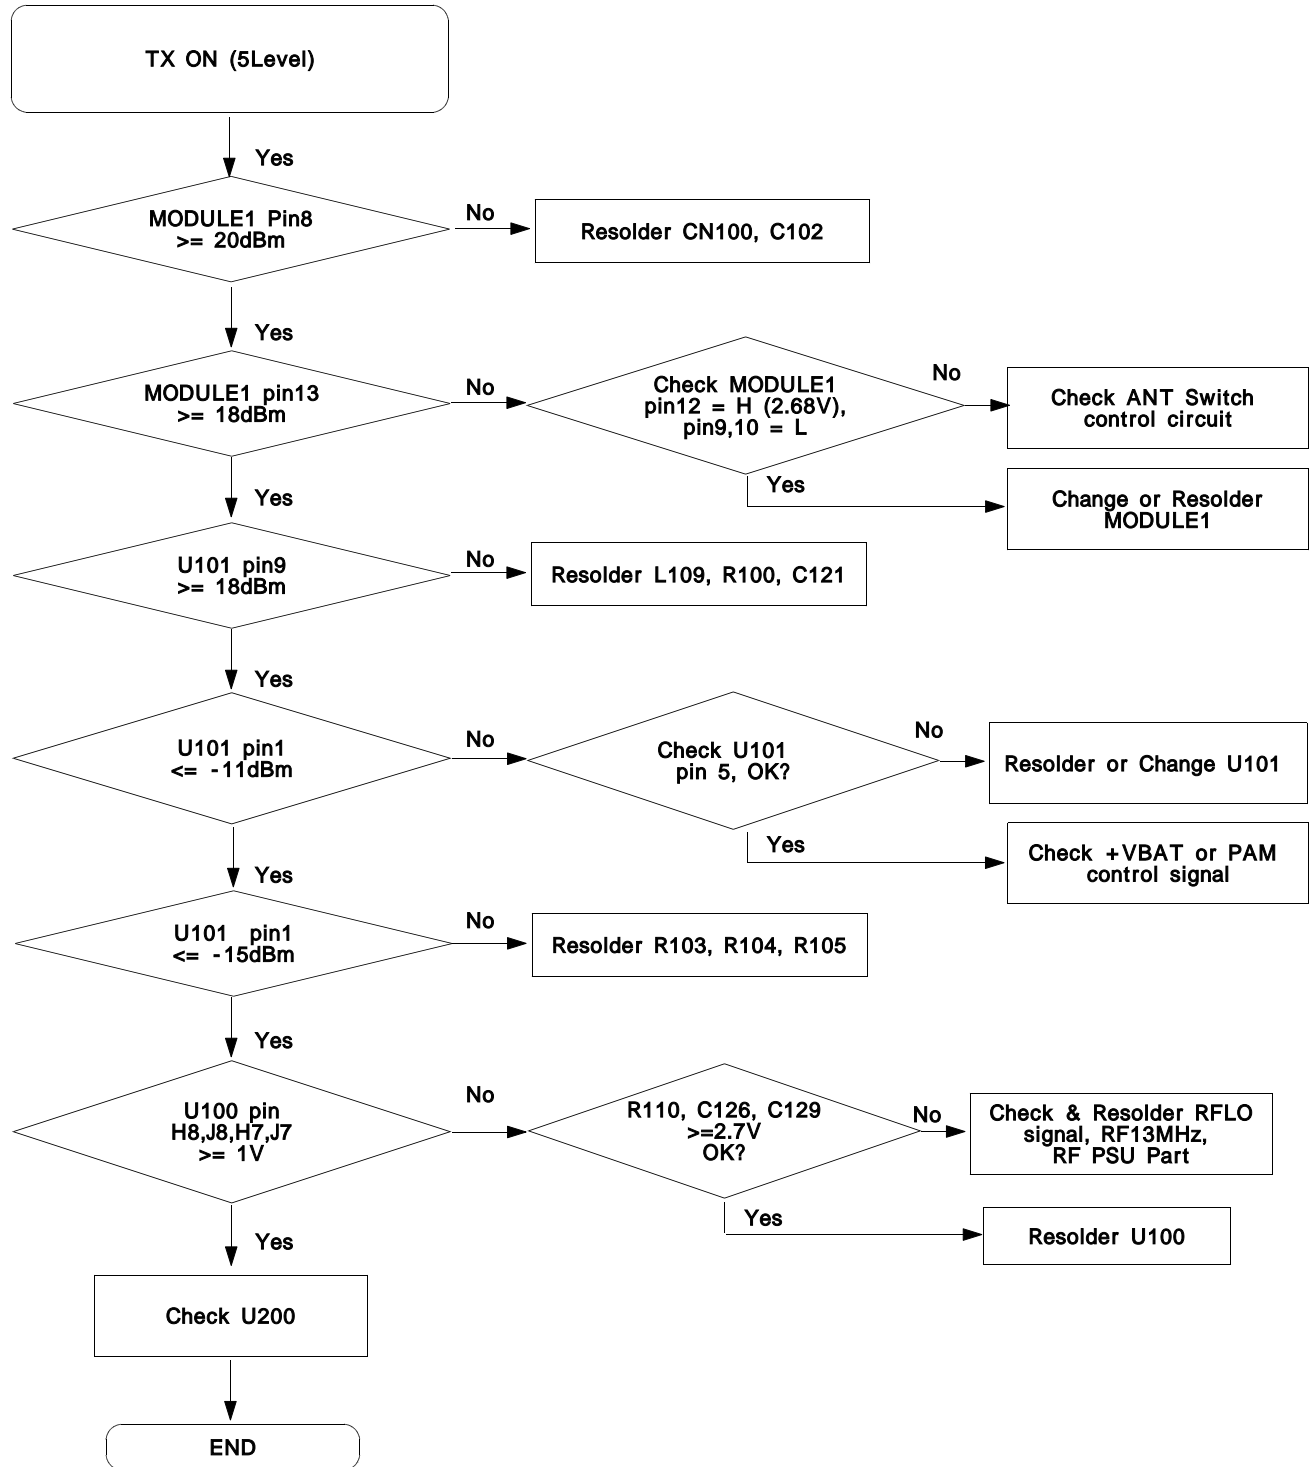 TX ON (5Level)
Yes
MODULE1 Pin8
>= 20dBm
No
Resolder CN100, C102
Yes
MODULE1 pin13
>= 18dBm
No
Check MODULE1
pin12 = H (2.68V),
pin9,10 = L
No
Check ANT Switch
control circuit
Yes
Change or Resolder
MODULE1
Yes
U101 pin9
>= 18dBm
No
Resolder L109, R100, C121
Yes
U101 pin1
<= -11dBm
No
Check U101
pin 5, OK?
No
Resolder or Change U101
Yes
Check +VBAT or PAM
control signal
Yes
U101 pin1
<= -15dBm
No
Resolder R103, R104, R105
Yes
U100 pin
H8,J8,H7,J7
>= 1V
No
R110, C126, C129
>=2.7V
OK?
No
Check & Resolder RFLO
signal, RF13MHz,
RF PSU Part
Yes
Resolder U100
Yes
Check U200
END